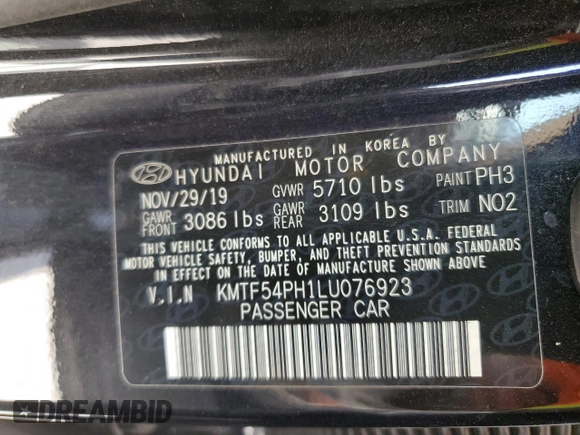 MANUFACTURED IN KOREA BY
HYUNDAI MOTOR COMPANY
NOV/29/19 GVWR 5710 lbs PAINT PH3
GAWR FRONT 3086 lbs GAWR REAR 3109 lbs TRIM NO2
THIS VEHICLE CONFORMS TO ALL APPLICABLE U.S.A. FEDERAL
MOTOR VEHICLE SAFETY, BUMPER, AND THEFT PREVENTION STANDARDS
IN EFFECT ON THE DATE OF MANUFACTURE SHOWN ABOVE.
V.I.N KMTF54PH1LU076923
PASSENGER CAR
DREAMBID